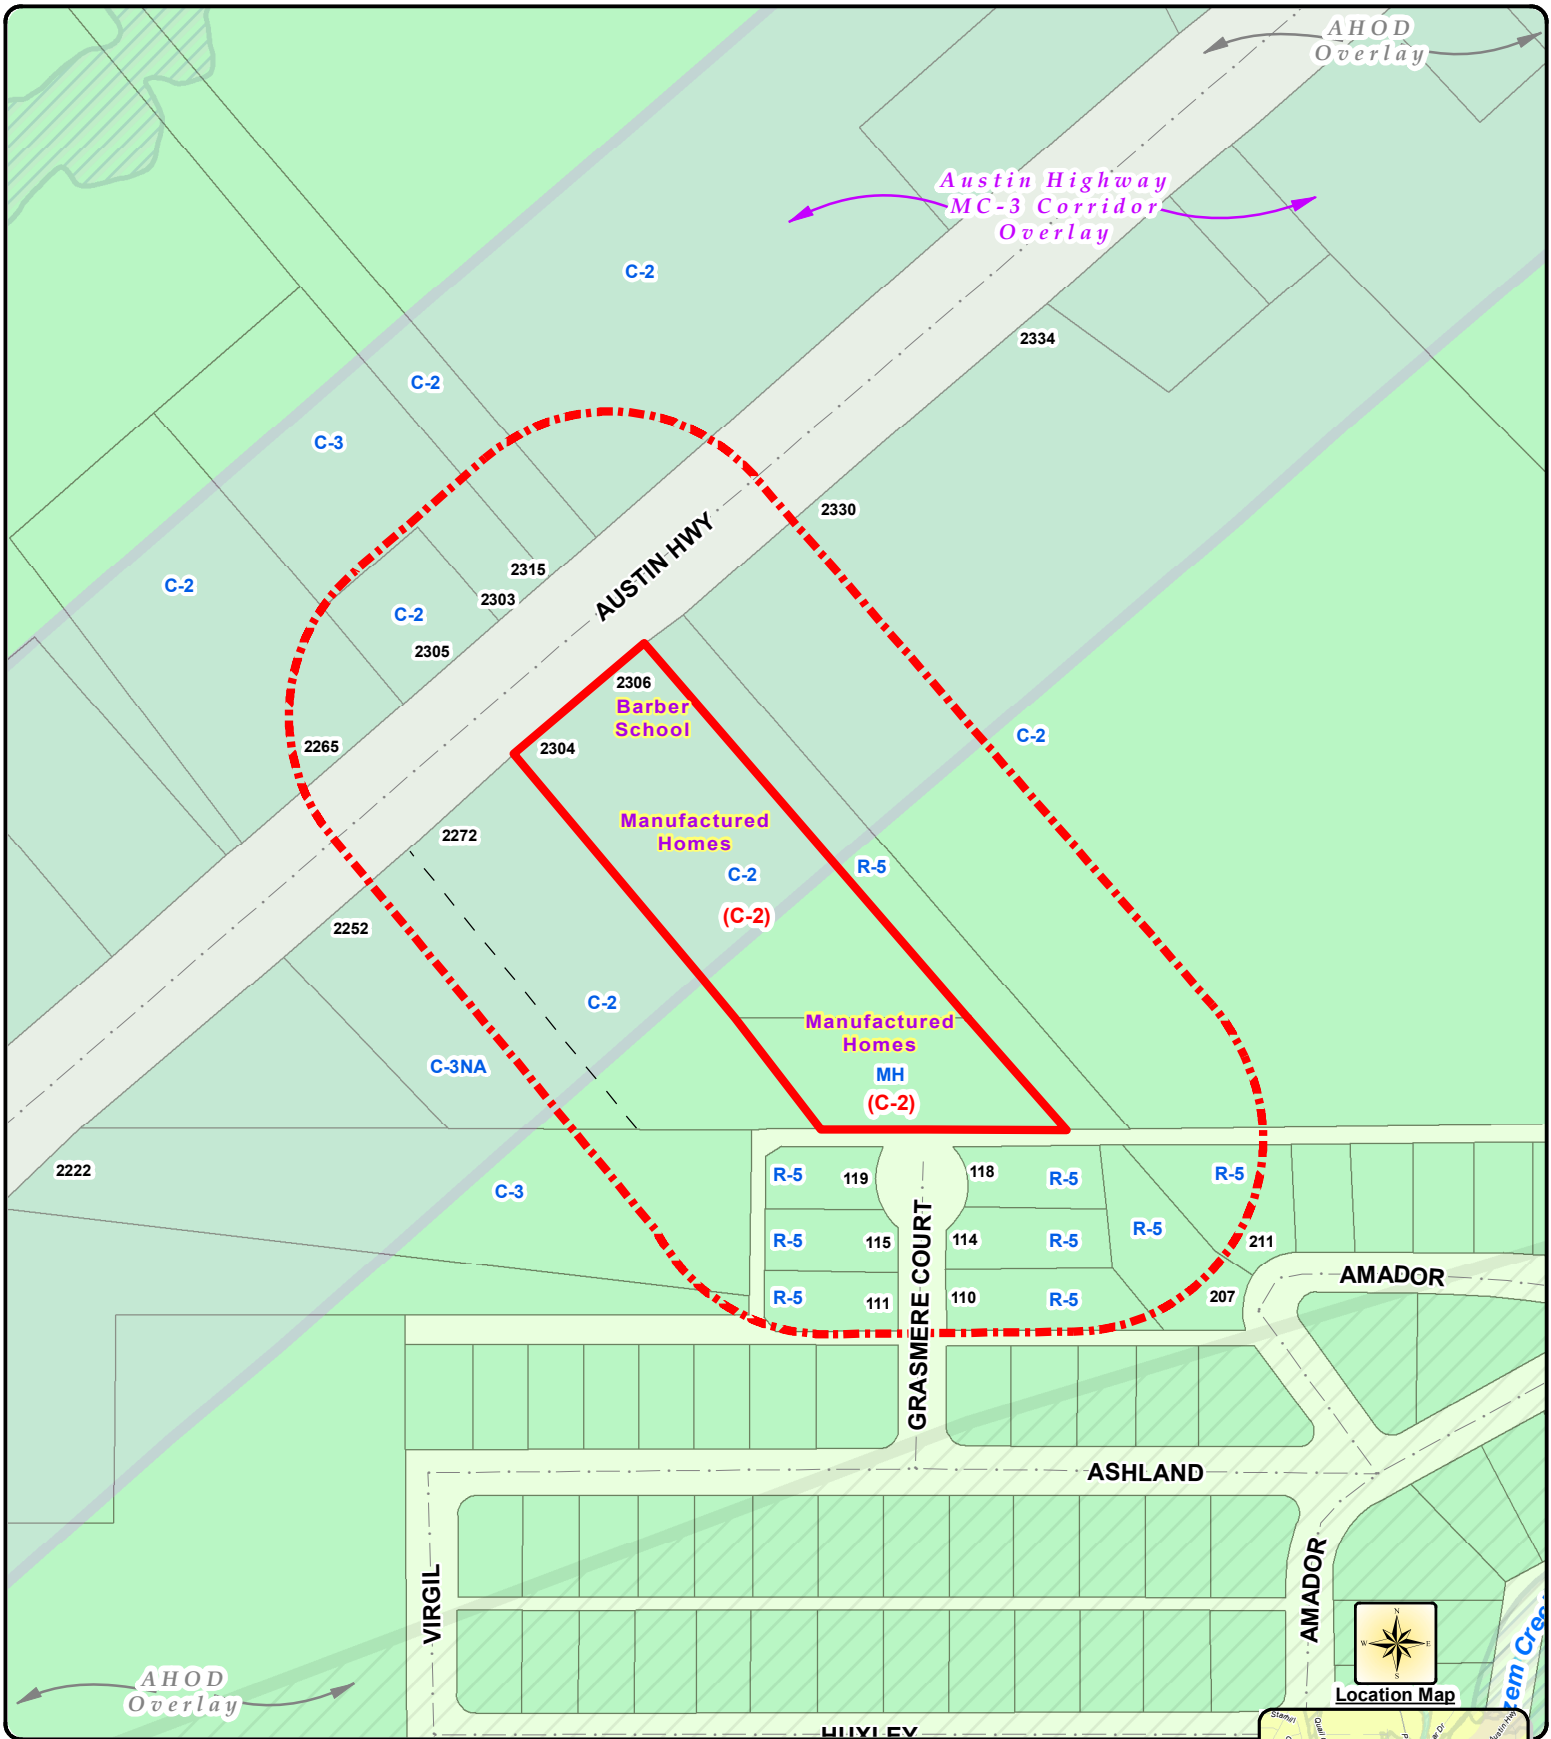 AHOD
Overlay
Austin Highway
MC-3 Corridor
Overlay
C-2
2334
C-2
C-3
2330
AUSTIN HWY
2315
C-2
2303
C-2
2305
2306
Barber
School
2304
2265
C-2
Manufactured
Homes
2272
R-5
C-2
(C-2)
2252
C-2
Manufactured
Homes
C-3NA
MH
(C-2)
2222
C-3
R-5
119
118
R-5
R-5
R-5
115
114
R-5
R-5
211
R-5
111
110
R-5
207
AMADOR
GRASMERE COURT
ASHLAND
VIRGIL
AMADOR
N
W
E
S
AHOD
Overlay
Location Map
HUXLEY
Starhill